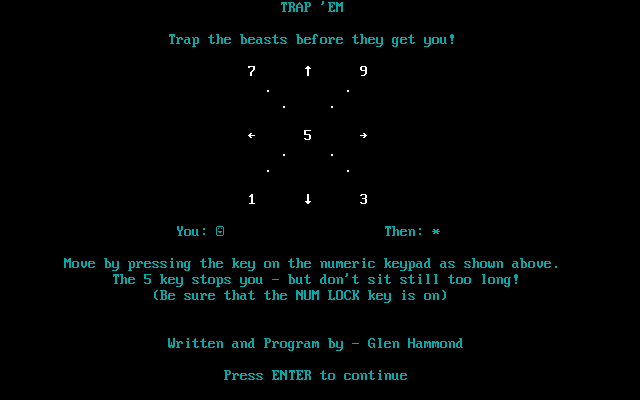 TRAP 'EM
Trap the beasts before they get you!
7 ↑ 9
. .
. .
← 5 →
. .
. .
1 ↓ 3
You: Then: *
Move by pressing the key on the numeric keypad as shown above.
The 5 key stops you - but don't sit still too long!
(Be sure that the NUM LOCK key is on)
Written and Program by - Glen Hammond
Press ENTER to continue